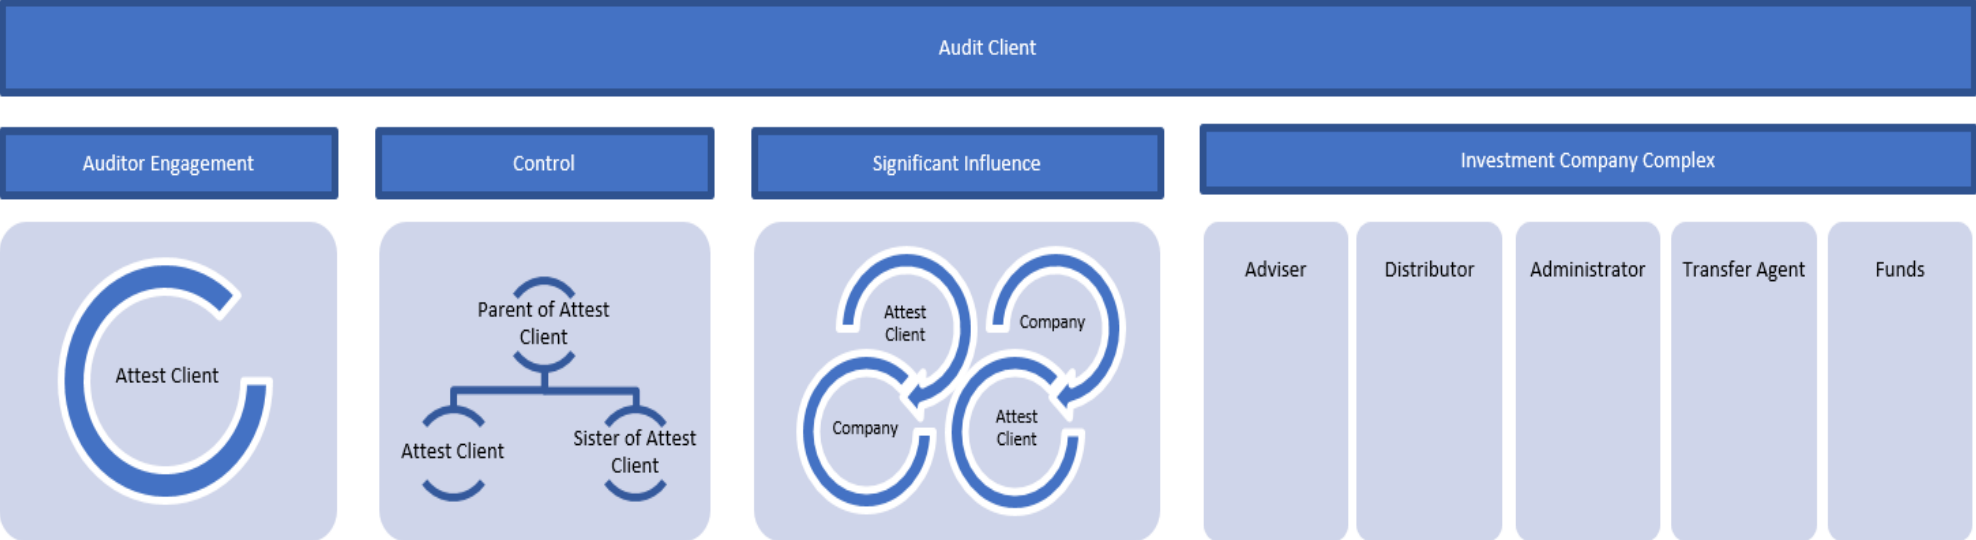 Audit Client
Auditor Engagement
Control
Significant Influence
Investment Company Complex
Attest Client
Parent of Attest
Client
Attest Client
Sister of Attest
Client
Attest
Client
Company
Company
Attest
Client
Adviser
Distributor
Administrator
Transfer Agent
Funds